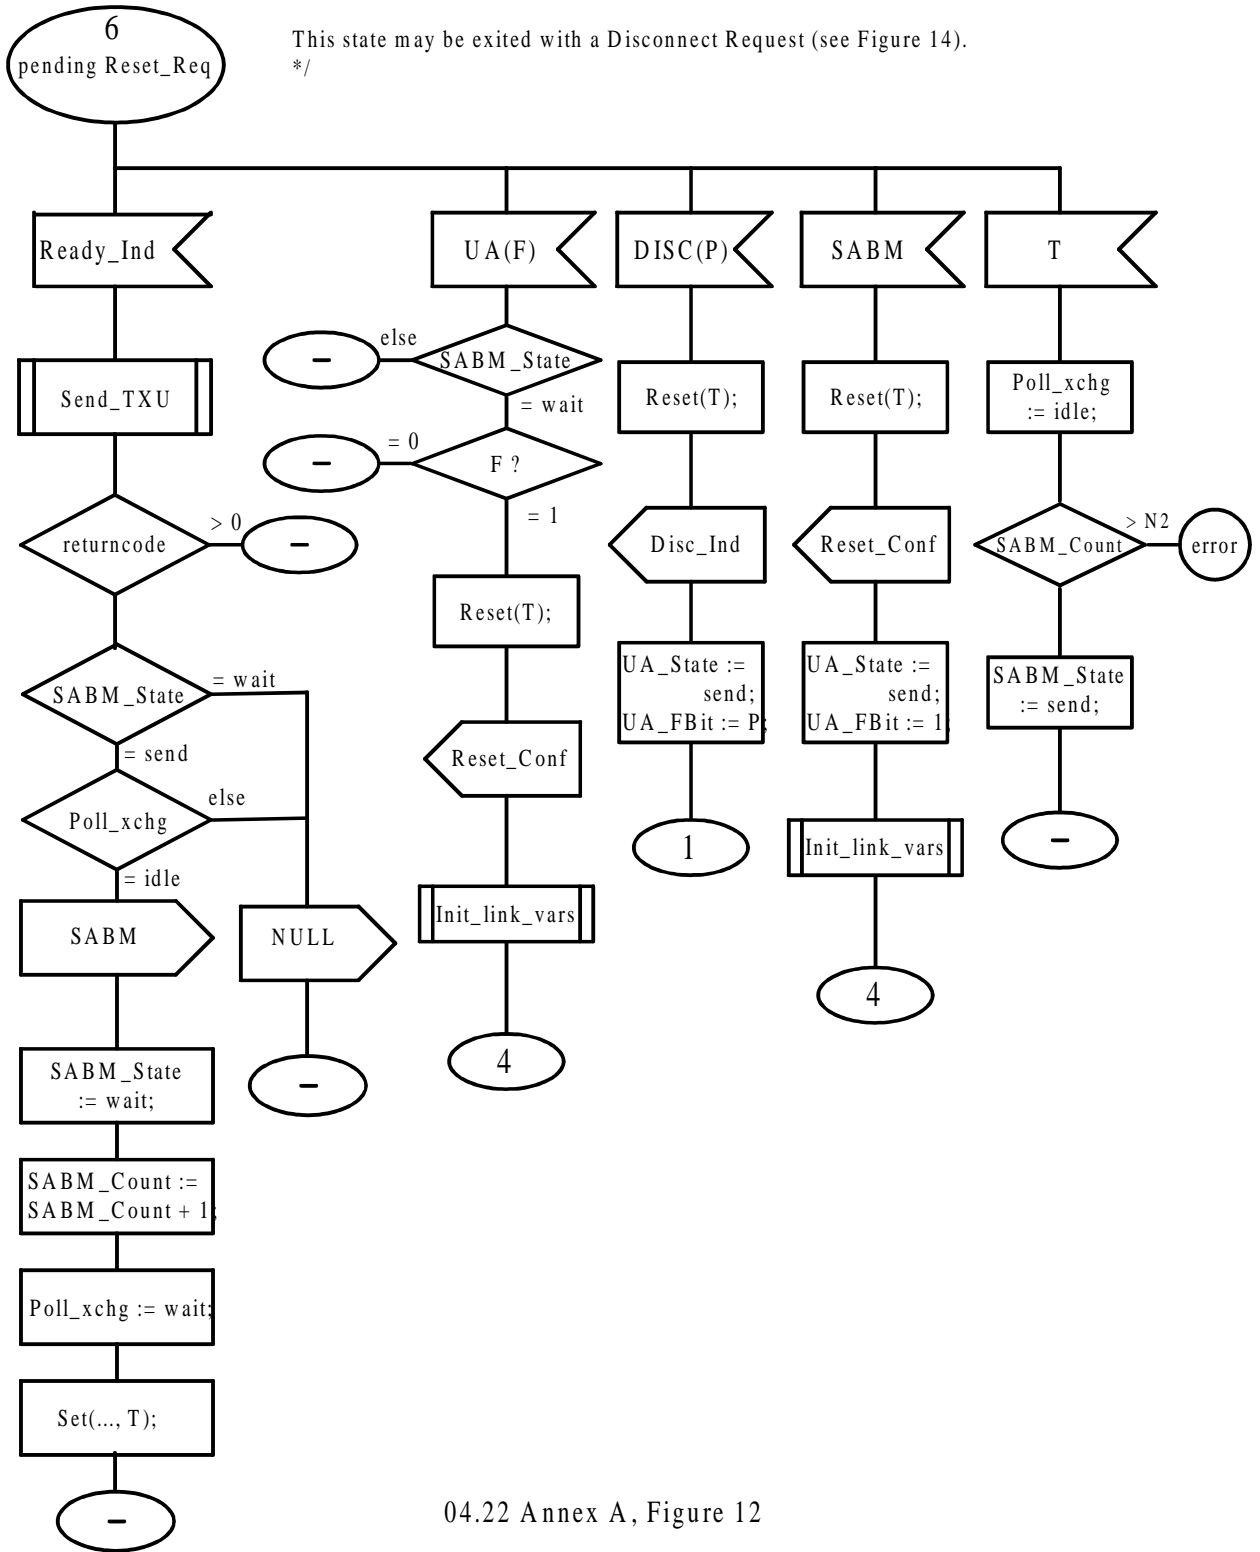 6
pending Reset_Req
This state may be exited with a Disconnect Request (see Figure 14).
*/
Ready_Ind
Send_TXU
returncode
> 0
–
SABM_State
= wait
= send
Poll_xchg
else
= idle
SABM
NULL
–
SABM_State
:= wait;
SABM_Count :=
SABM_Count + 1;
Poll_xchg := wait;
Set(..., T);
–
UA(F)
SABM_State
else
–
= wait
F ?
= 0
–
= 1
Reset(T);
Reset_Conf
Init_link_vars
4
DISC(P)
Reset(T);
Disc_Ind
UA_State :=
send;
UA_FBit := P;
1
SABM
Reset(T);
Reset_Conf
UA_State :=
send;
UA_FBit := 1;
Init_link_vars
4
T
Poll_xchg
:= idle;
SABM_Count
> N2
error
SABM_State
:= send;
–
04.22 Annex A, Figure 12